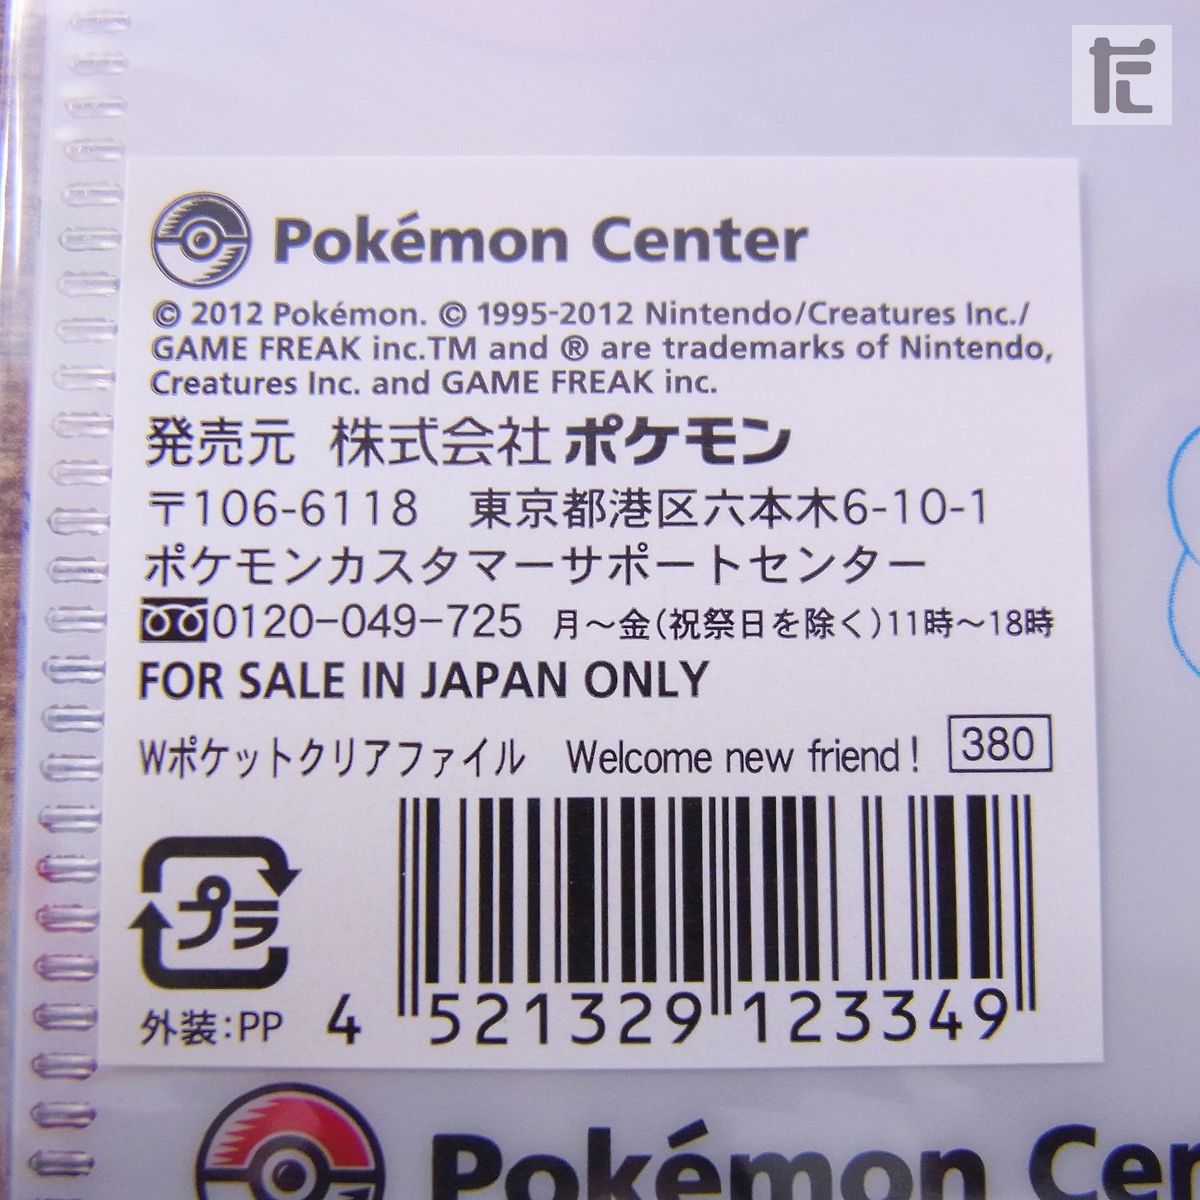 た
Pokémon Center
© 2012 Pokémon. © 1995-2012 Nintendo/Creatures Inc./
GAME FREAK inc.TM and ® are trademarks of Nintendo,
Creatures Inc. and GAME FREAK inc.
発売元 株式会社ポケモン
〒106-6118 東京都港区六本木6-10-1
ポケモンカスタマーサポートセンター
0120-049-725 月～金(祝祭日を除く)11時～18時
FOR SALE IN JAPAN ONLY
Wポケットクリアファイル Welcome new friend! 380
プラ
外装:PP
4 521329 123349
Pokémon Cen